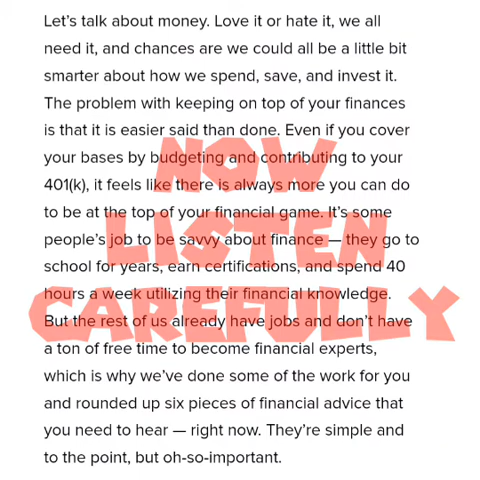 Let's talk about money. Love it or hate it, we all
need it, and chances are we could all be a little bit
smarter about how we spend, save, and invest it.
The problem with keeping on top of your finances
is that it is easier said than done. Even if you cover
your bases by budgeting and contributing to your
401(k), it feels like there is always more you can do
to be at the top of your financial game. It's some
people's job to be savvy about finance — they go to
school for years, earn certifications, and spend 40
hours a week utilizing their financial knowledge.
But the rest of us already have jobs and don't have
a ton of free time to become financial experts,
which is why we've done some of the work for you
and rounded up six pieces of financial advice that
you need to hear — right now. They're simple and
to the point, but oh-so-important.
NOW
LISTEN
CAREFULLY